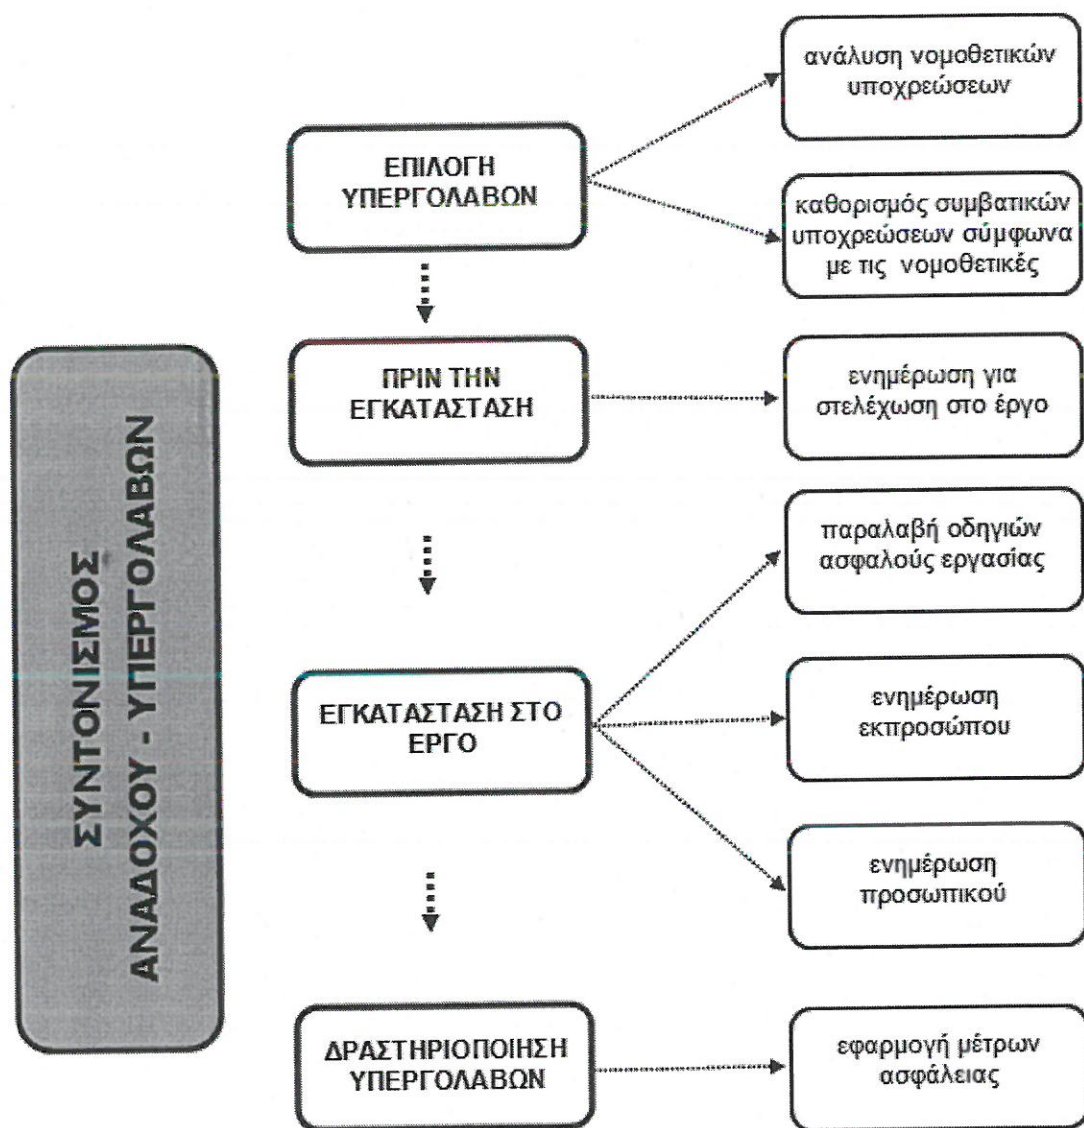 ΣΥΝΤΟΝΙΣΜΟΣ
ΑΝΑΔΟΧΟΥ - ΥΠΕΡΓΟΛΑΒΩΝ
ΕΠΙΛΟΓΗ
ΥΠΕΡΓΟΛΑΒΩΝ
ανάλυση νομοθετικών
υποχρεώσεων
καθορισμός συμβατικών
υποχρεώσεων σύμφωνα
με τις νομοθετικές
ΠΡΙΝ ΤΗΝ
ΕΓΚΑΤΑΣΤΑΣΗ
ενημέρωση για
στελέχωση στο έργο
ΕΓΚΑΤΑΣΤΑΣΗ ΣΤΟ
ΕΡΓΟ
παραλαβή οδηγιών
ασφαλούς εργασίας
ενημέρωση
εκπροσώπου
ενημέρωση
προσωπικού
ΔΡΑΣΤΗΡΙΟΠΟΙΗΣΗ
ΥΠΕΡΓΟΛΑΒΩΝ
εφαρμογή μέτρων
ασφάλειας